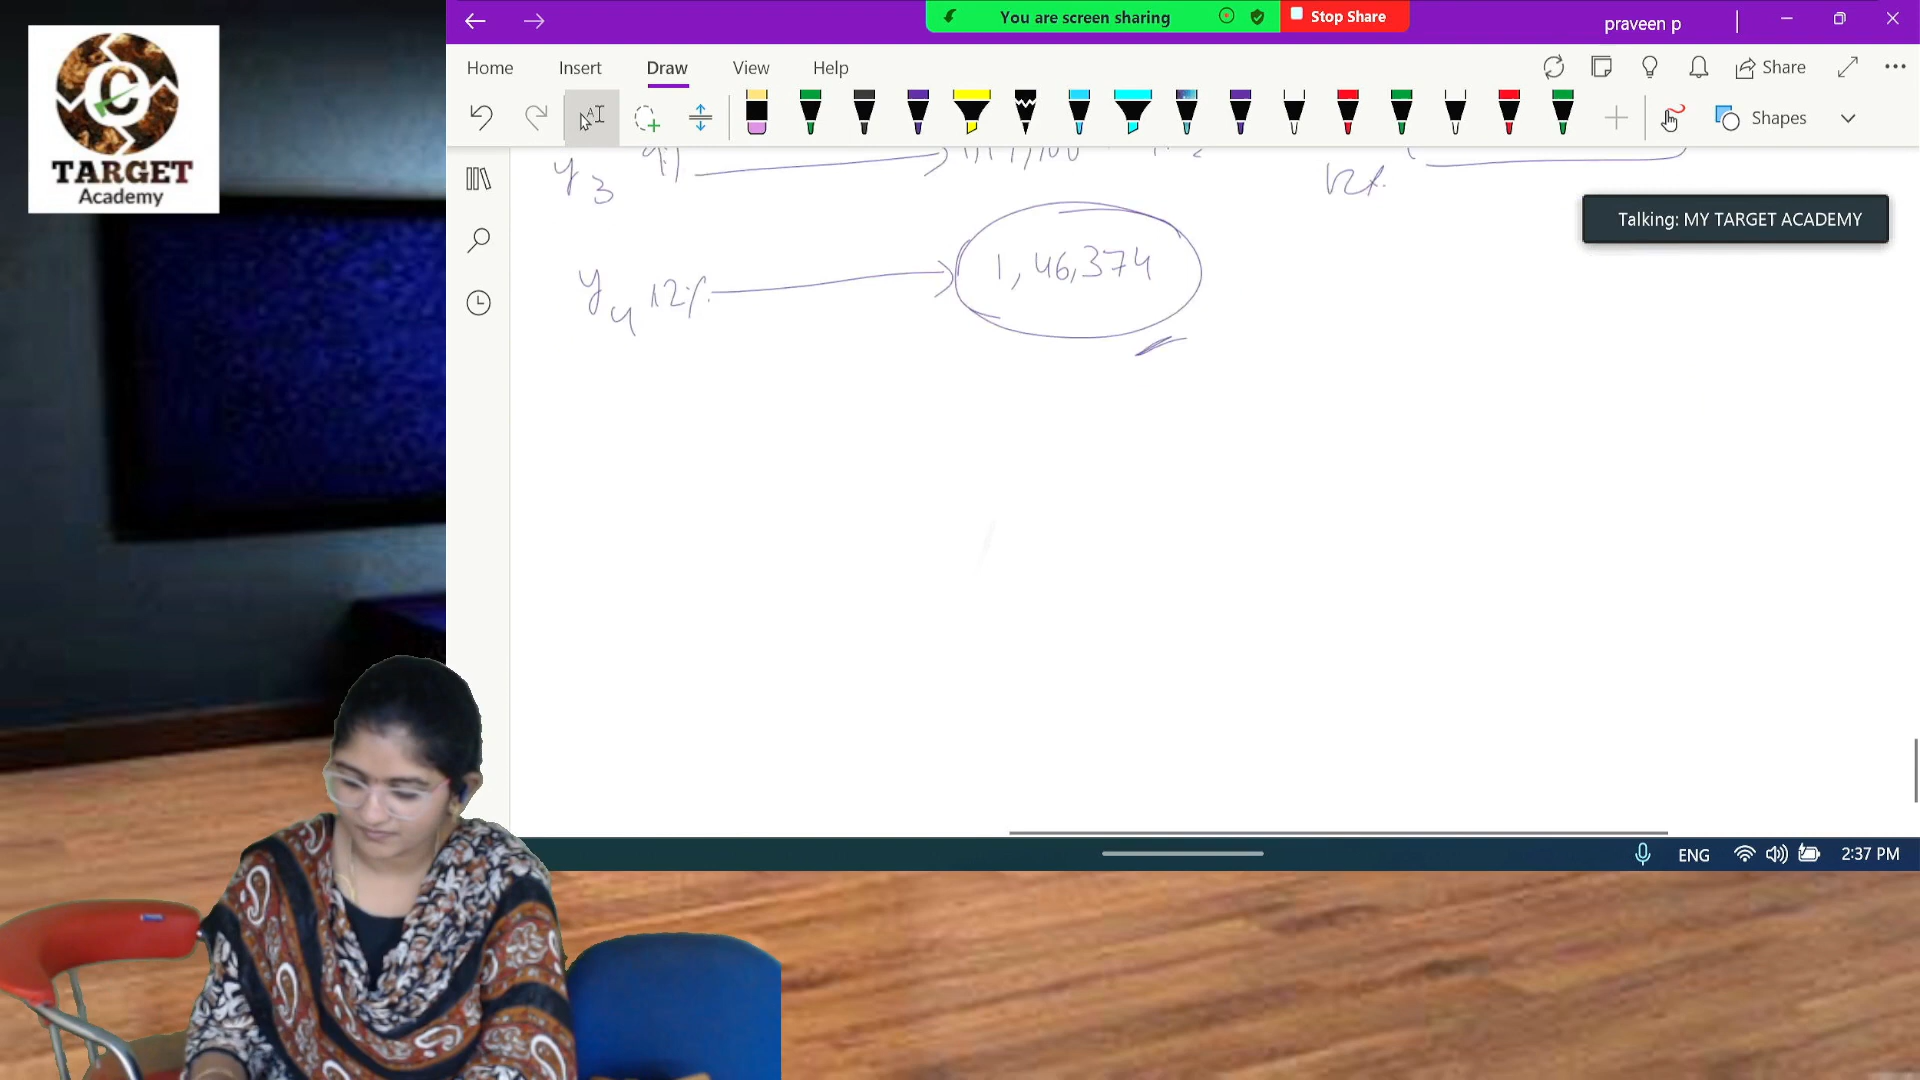 You are screen sharing
Stop Share
praveen p
C
TARGET
Academy
Home Insert Draw View Help
Share
Shapes
Talking: MY TARGET ACADEMY
y3
12%
y4 12% 1,46,374
ENG 2:37 PM